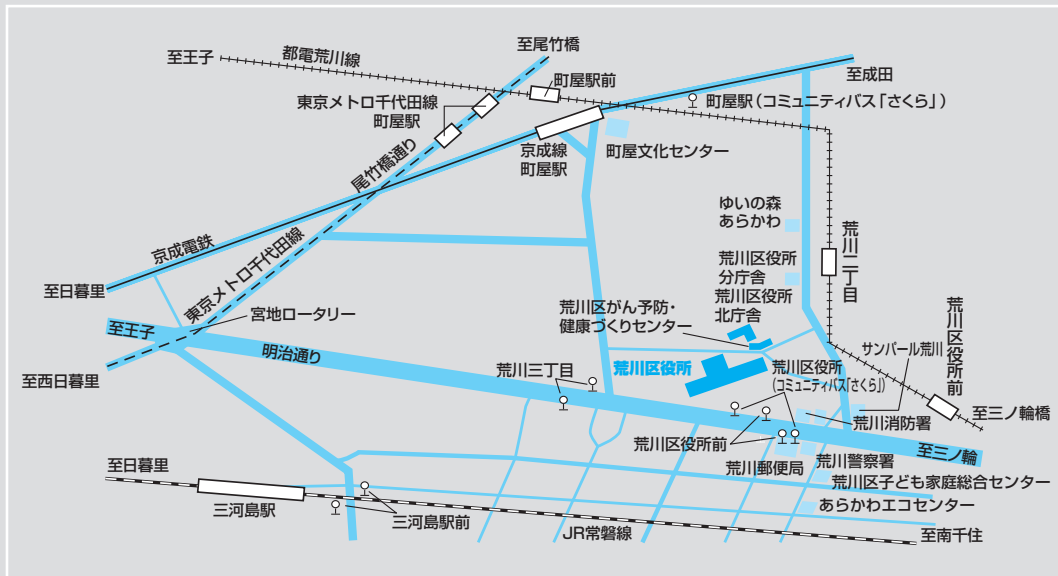 至尾竹橋
至王子
都電荒川線
町屋駅前
至成田
東京メトロ千代田線
町屋駅
町屋駅（コミュニティバス「さくら」）
京成線
町屋駅
町屋文化センター
尾竹橋通り
ゆいの森
あらかわ
荒川二丁目
京成電鉄
東京メトロ千代田線
荒川区役所
分庁舎
荒川区役所
北庁舎
至日暮里
荒川区がん予防・
健康づくりセンター
荒川区役所前
宮地ロータリー
至王子
サンパール荒川
明治通り
荒川三丁目
荒川区役所
荒川区役所
（コミュニティバス「さくら」）
至西日暮里
至三ノ輪橋
荒川消防署
荒川区役所前
至三ノ輪
至日暮里
荒川郵便局
荒川警察署
荒川区子ども家庭総合センター
三河島駅
あらかわエコセンター
三河島駅前
JR常磐線
至南千住